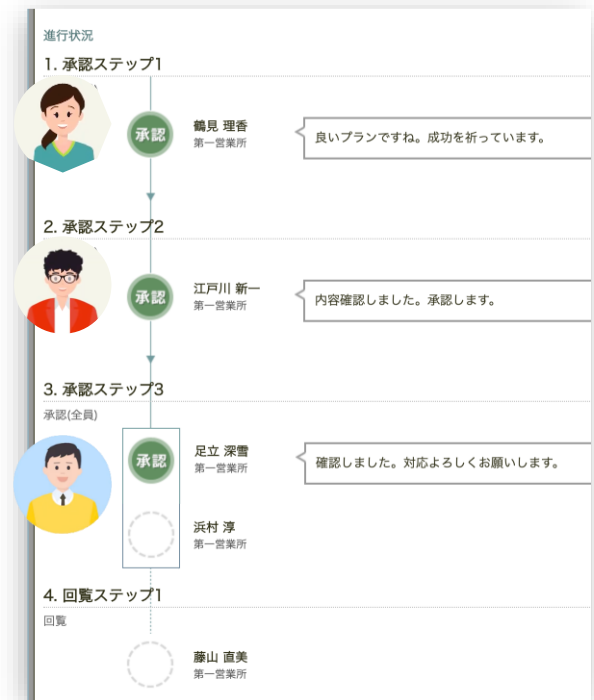 進行状況
1. 承認ステップ1
承認
鶴見 理香
第一営業所
良いプランですね。成功を祈っています。
2. 承認ステップ2
承認
江戸川 新一
第一営業所
内容確認しました。承認します。
3. 承認ステップ3
承認(全員)
承認
足立 深雪
第一営業所
確認しました。対応よろしくお願いします。
浜村 淳
第一営業所
4. 回覧ステップ1
回覧
藤山 直美
第一営業所